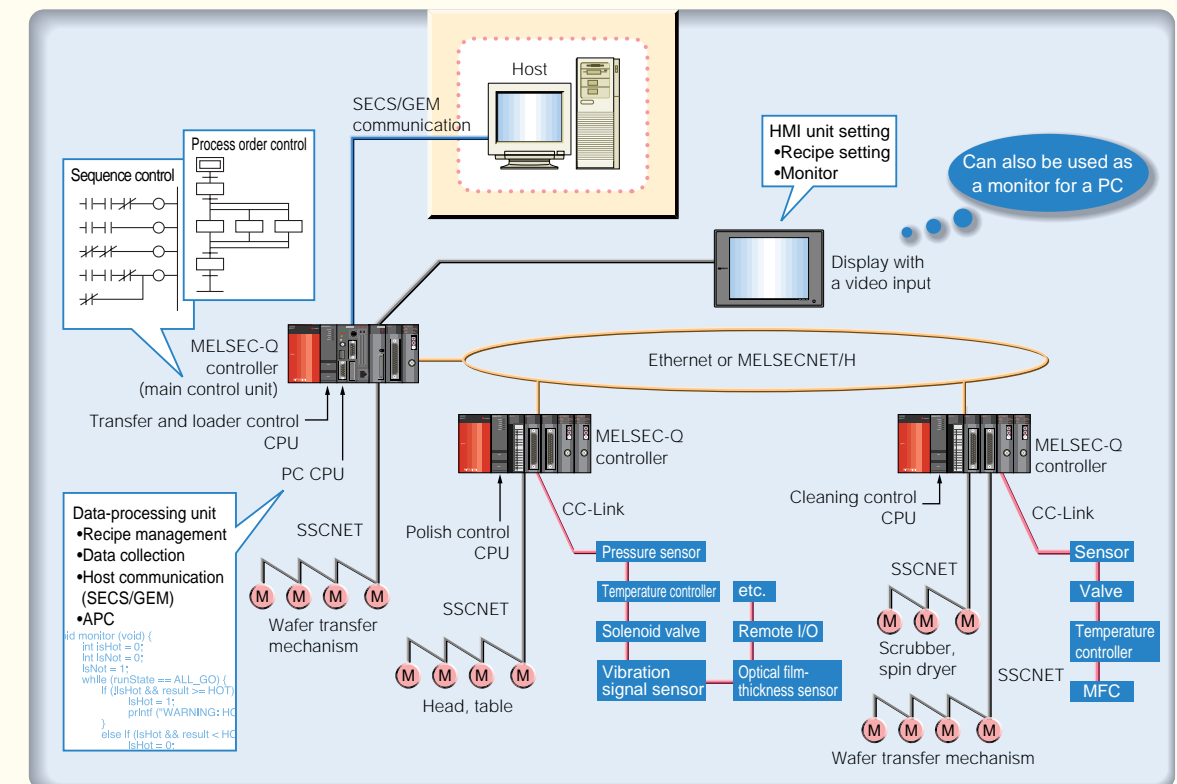 Host
SECS/GEM
communication
Process order control
Sequence control
HMI unit setting
•Recipe setting
•Monitor
Can also be used as
a monitor for a PC
Display with
a video input
MELSEC-Q
controller
(main control unit)
Ethernet or MELSECNET/H
Transfer and loader control
CPU
PC CPU
MELSEC-Q
controller
MELSEC-Q
controller
Data-processing unit
•Recipe management
•Data collection
•Host communication
(SECS/GEM)
•APC
id monitor (void) {
int isHot = 0;
Int IsNot = 0;
IsNot = 1;
while (runState == ALL_GO) {
If (!IsHot && result >= HOT)
IsHot = 1;
printf ("WARNING: HO
}
else If (IsHot && result < HO
IsHot = 0;
SSCNET
M M M M
Wafer transfer
mechanism
Polish control
CPU
CC-Link
SSCNET
M M M M
Head, table
Pressure sensor
Temperature controller
etc.
Solenoid valve
Remote I/O
Vibration
signal sensor
Optical film-
thickness sensor
Cleaning control
CPU
CC-Link
SSCNET
M M M
Scrubber,
spin dryer
SSCNET
M M M M
Wafer transfer mechanism
Sensor
Valve
Temperature
controller
MFC